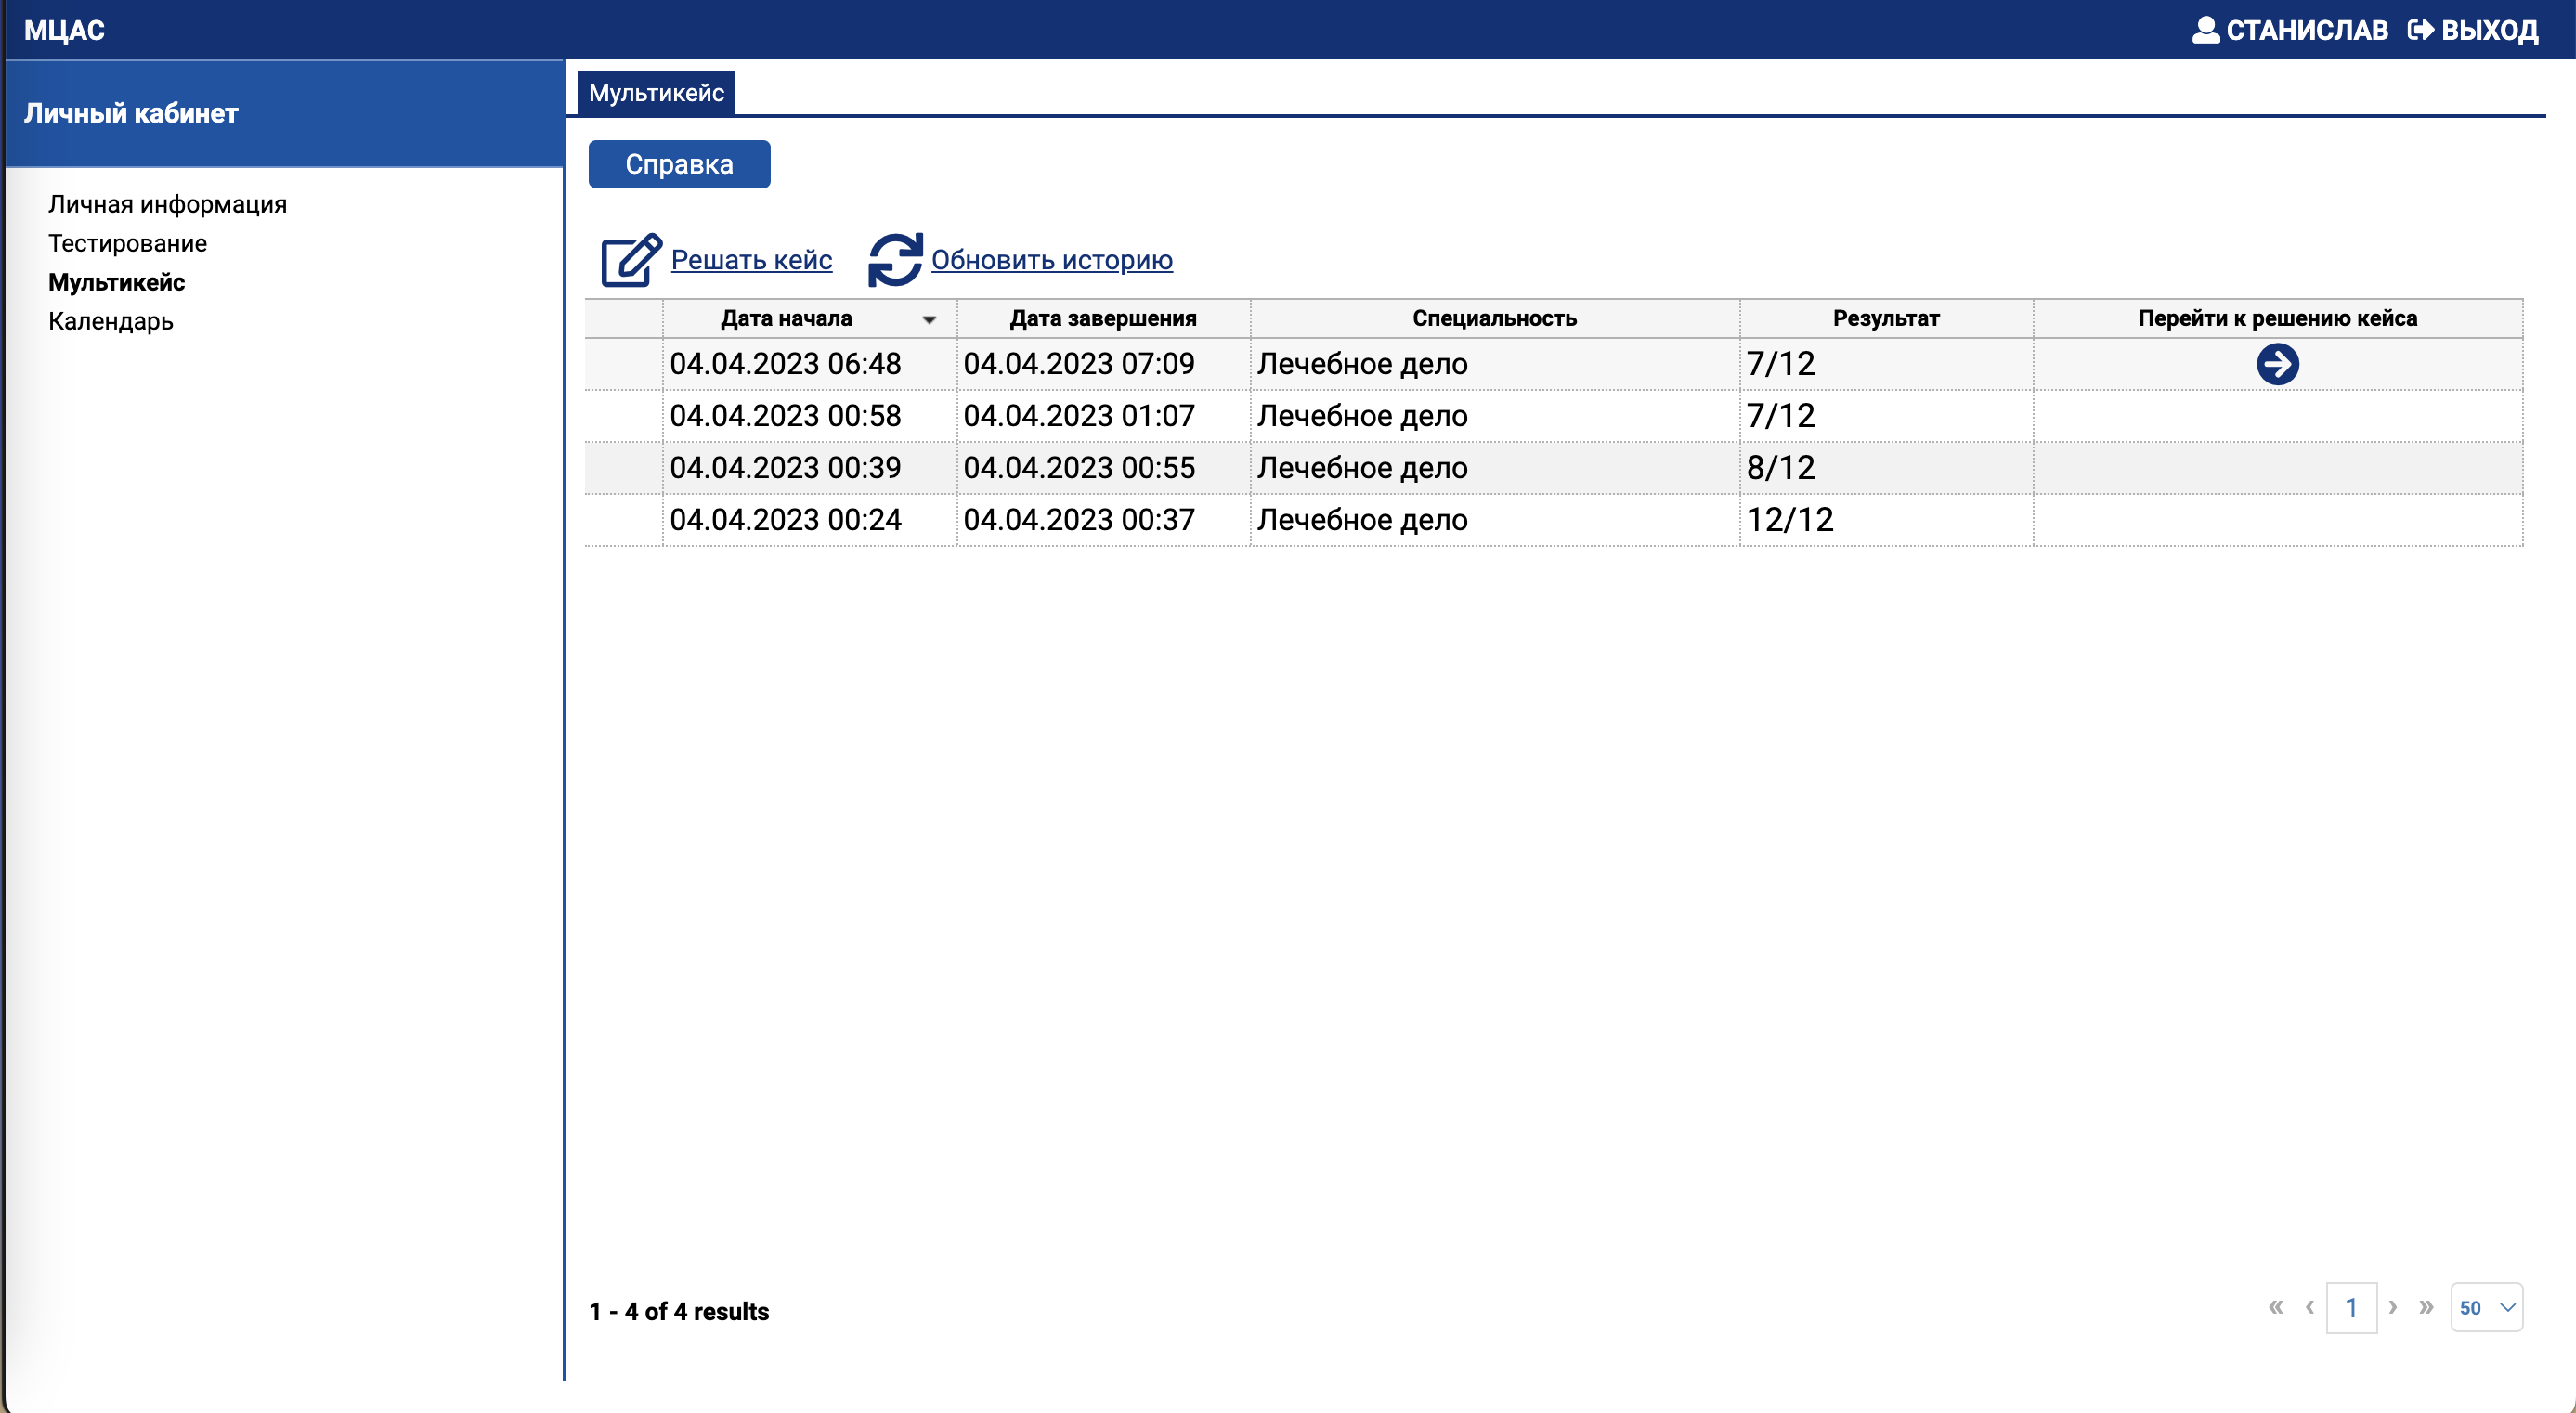 МЦАС
СТАНИСЛАВ ВЫХОД
Личный кабинет
Личная информация
Тестирование
Мультикейс
Календарь
Мультикейс
Справка
Решать кейс Обновить историю
Дата начала Дата завершения Специальность Результат Перейти к решению кейса
04.04.2023 06:48 04.04.2023 07:09 Лечебное дело 7/12
04.04.2023 00:58 04.04.2023 01:07 Лечебное дело 7/12
04.04.2023 00:39 04.04.2023 00:55 Лечебное дело 8/12
04.04.2023 00:24 04.04.2023 00:37 Лечебное дело 12/12
1 - 4 of 4 results
« ‹ 1 › » 50